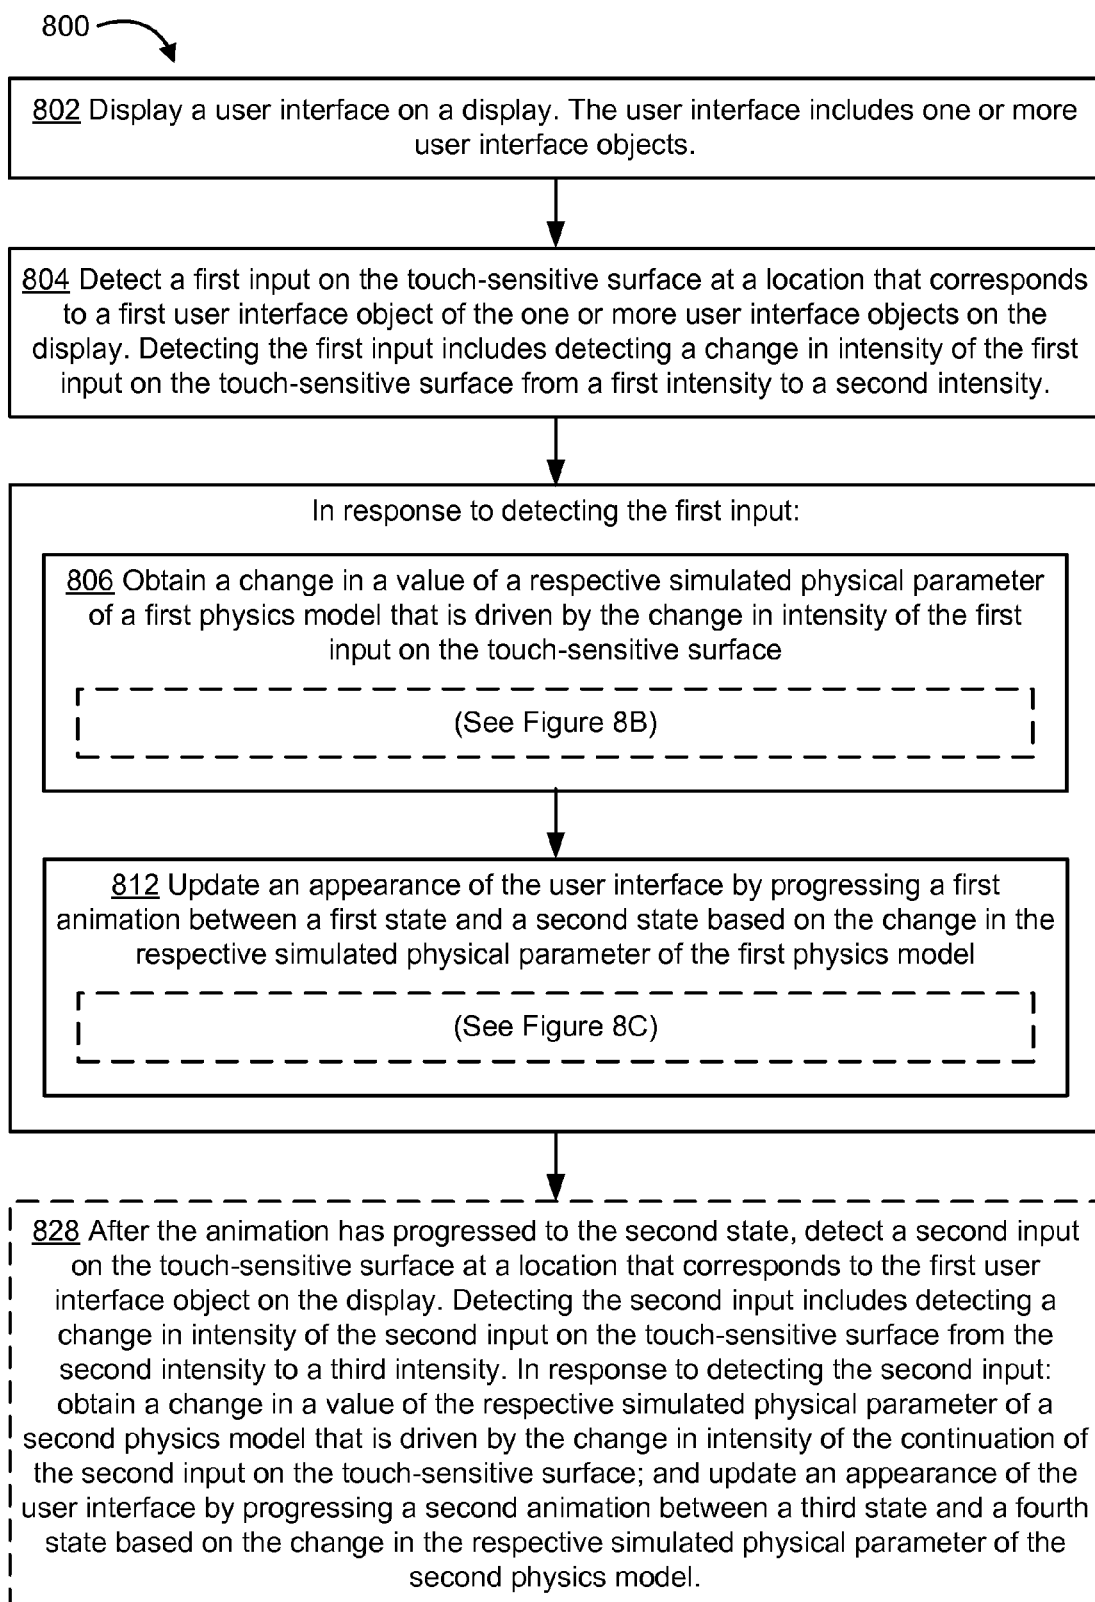 800
802 Display a user interface on a display. The user interface includes one or more
user interface objects.
804 Detect a first input on the touch-sensitive surface at a location that corresponds
to a first user interface object of the one or more user interface objects on the
display. Detecting the first input includes detecting a change in intensity of the first
input on the touch-sensitive surface from a first intensity to a second intensity.
In response to detecting the first input:
806 Obtain a change in a value of a respective simulated physical parameter
of a first physics model that is driven by the change in intensity of the first
input on the touch-sensitive surface
(See Figure 8B)
812 Update an appearance of the user interface by progressing a first
animation between a first state and a second state based on the change in the
respective simulated physical parameter of the first physics model
(See Figure 8C)
828 After the animation has progressed to the second state, detect a second input
on the touch-sensitive surface at a location that corresponds to the first user
interface object on the display. Detecting the second input includes detecting a
change in intensity of the second input on the touch-sensitive surface from the
second intensity to a third intensity. In response to detecting the second input:
obtain a change in a value of the respective simulated physical parameter of a
second physics model that is driven by the change in intensity of the continuation of
the second input on the touch-sensitive surface; and update an appearance of the
user interface by progressing a second animation between a third state and a fourth
state based on the change in the respective simulated physical parameter of the
second physics model.